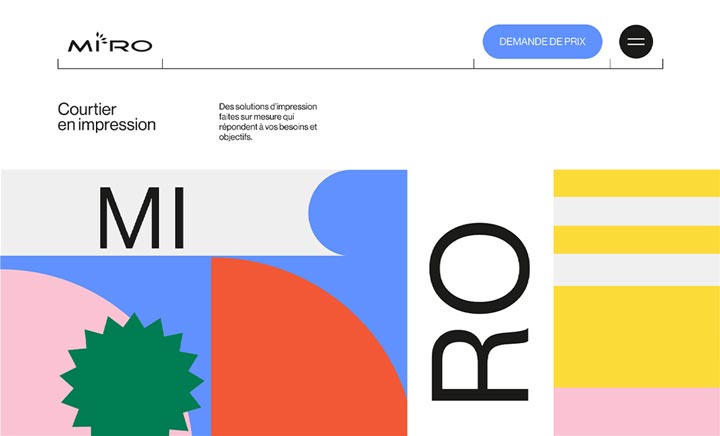 MI-RO
DEMANDE DE PRIX
Courtier
en impression
Des solutions d'impression
faites sur mesure qui
répondent à vos besoins et
objectifs.
MI
RO